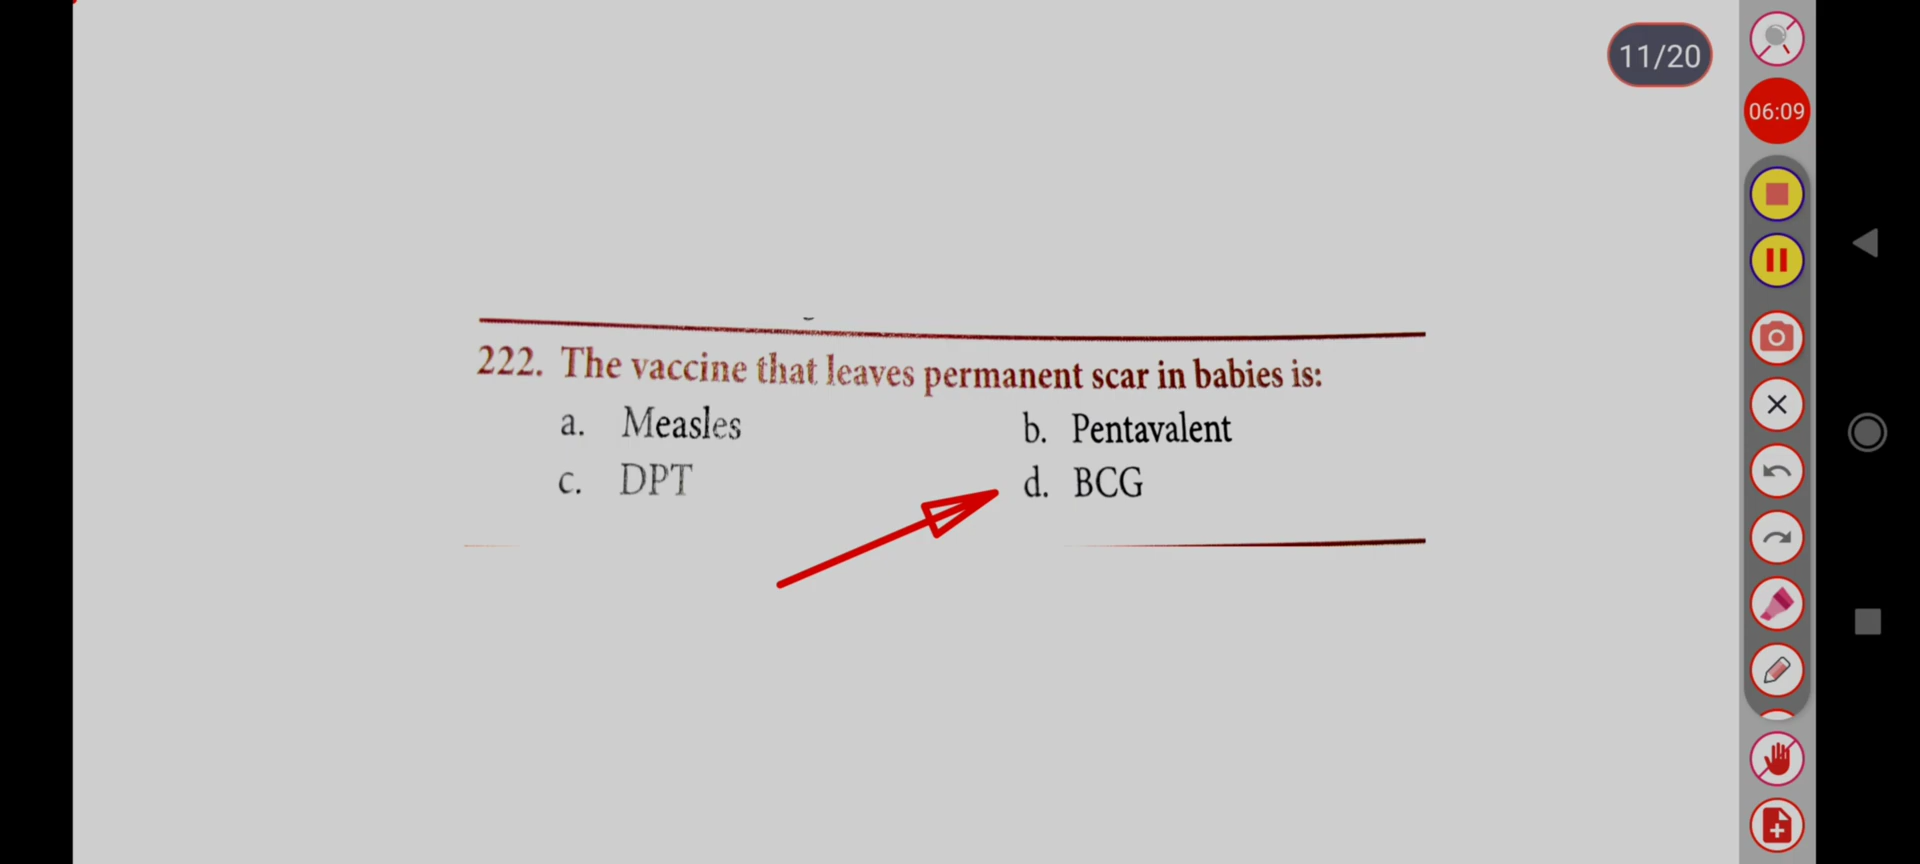 11/20
06:09
222. The vaccine that leaves permanent scar in babies is:
a. Measles b. Pentavalent
c. DPT d. BCG